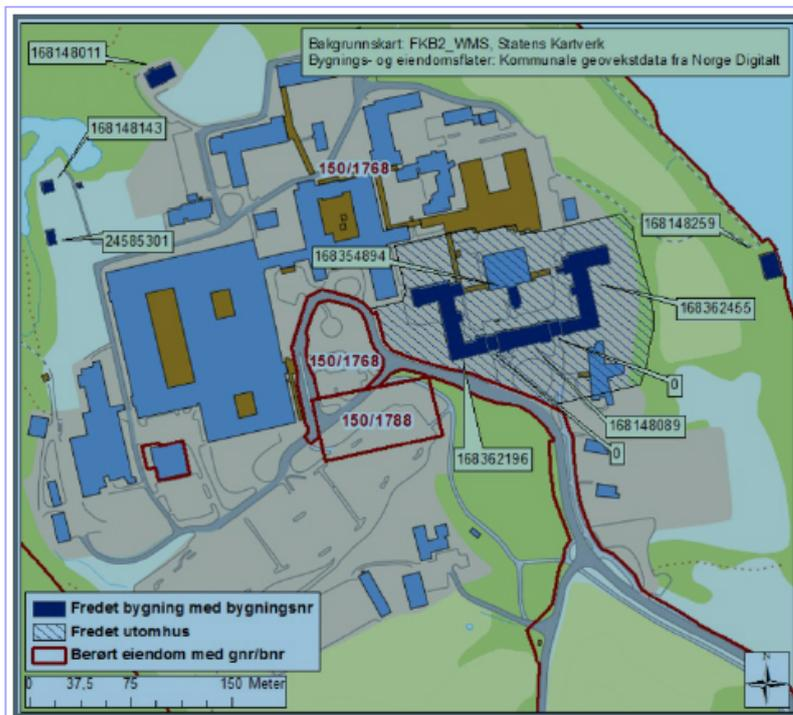 Bakgrunnskart: FKB2_WMS, Statens Kartverk
Bygnings- og eiendomsflater: Kommunale geovekstdata fra Norge Digitalt
168148011
168148143
150/1768
24585301
168148259
168354894
168362455
150/1768
0
150/1788
168148089
168362196
0
Fredet bygning med bygningsnr
Fredet utomhus
Berørt eiendom med gnr/bnr
0 37,5 75 150 Meter
N